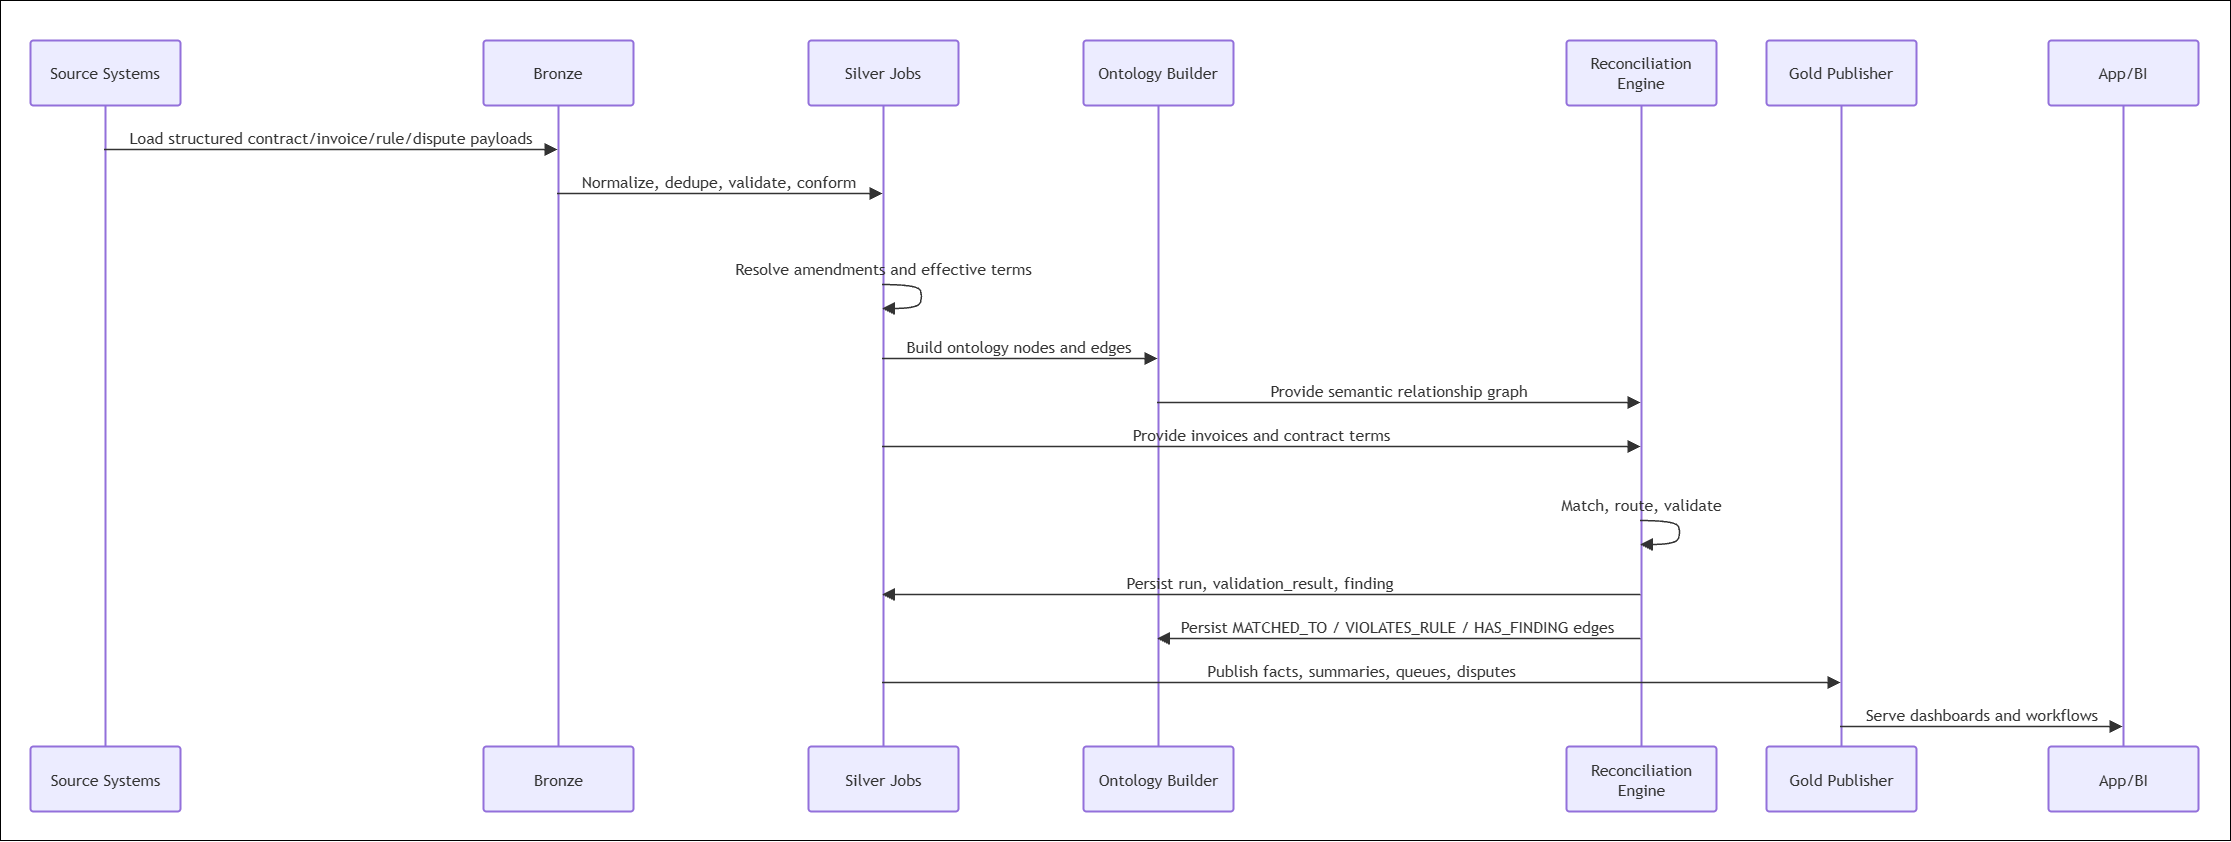 Source Systems
Bronze
Silver Jobs
Ontology Builder
Reconciliation
Engine
Gold Publisher
App/BI
Load structured contract/invoice/rule/dispute payloads
Normalize, dedupe, validate, conform
Resolve amendments and effective terms
Build ontology nodes and edges
Provide semantic relationship graph
Provide invoices and contract terms
Match, route, validate
Persist run, validation_result, finding
Persist MATCHED_TO / VIOLATES_RULE / HAS_FINDING edges
Publish facts, summaries, queues, disputes
Serve dashboards and workflows
Source Systems
Bronze
Silver Jobs
Ontology Builder
Reconciliation
Engine
Gold Publisher
App/BI